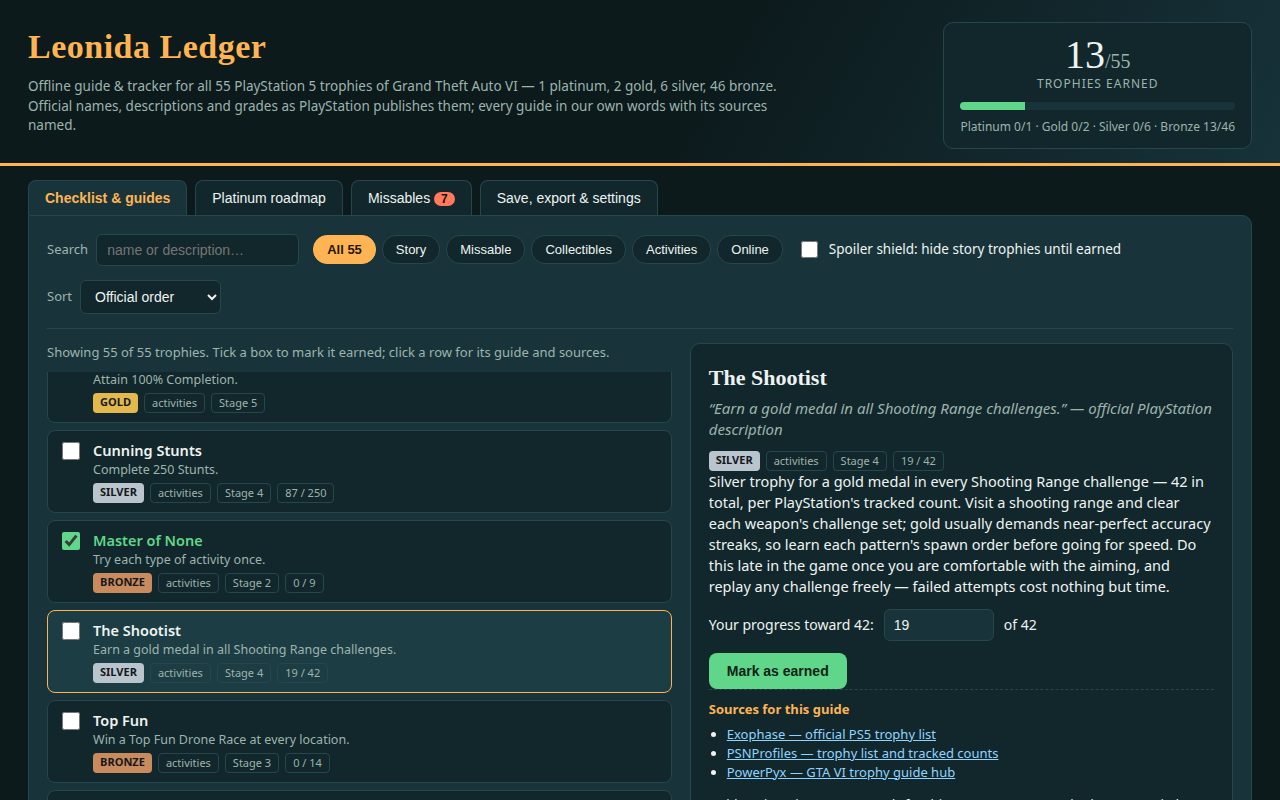 Leonida Ledger
Offline guide & tracker for all 55 PlayStation 5 trophies of Grand Theft Auto VI — 1 platinum, 2 gold, 6 silver, 46 bronze.
Official names, descriptions and grades as PlayStation publishes them; every guide in our own words with its sources
named.
13/55
TROPHIES EARNED
Platinum 0/1 · Gold 0/2 · Silver 0/6 · Bronze 13/46
Checklist & guides
Platinum roadmap
Missables 7
Save, export & settings
Search name or description…
All 55
Story
Missable
Collectibles
Activities
Online
Spoiler shield: hide story trophies until earned
Sort Official order
Showing 55 of 55 trophies. Tick a box to mark it earned; click a row for its guide and sources.
Attain 100% Completion.
GOLD activities Stage 5
Cunning Stunts
Complete 250 Stunts.
SILVER activities Stage 4 87 / 250
Master of None
Try each type of activity once.
BRONZE activities Stage 2 0 / 9
The Shootist
Earn a gold medal in all Shooting Range challenges.
SILVER activities Stage 4 19 / 42
Top Fun
Win a Top Fun Drone Race at every location.
BRONZE activities Stage 3 0 / 14
The Shootist
“Earn a gold medal in all Shooting Range challenges.” — official PlayStation
description
SILVER activities Stage 4 19 / 42
Silver trophy for a gold medal in every Shooting Range challenge — 42 in
total, per PlayStation's tracked count. Visit a shooting range and clear
each weapon's challenge set; gold usually demands near-perfect accuracy
streaks, so learn each pattern's spawn order before going for speed. Do
this late in the game once you are comfortable with the aiming, and
replay any challenge freely — failed attempts cost nothing but time.
Your progress toward 42: 19 of 42
Mark as earned
Sources for this guide
Exophase — official PS5 trophy list
PSNProfiles — trophy list and tracked counts
PowerPyx — GTA VI trophy guide hub